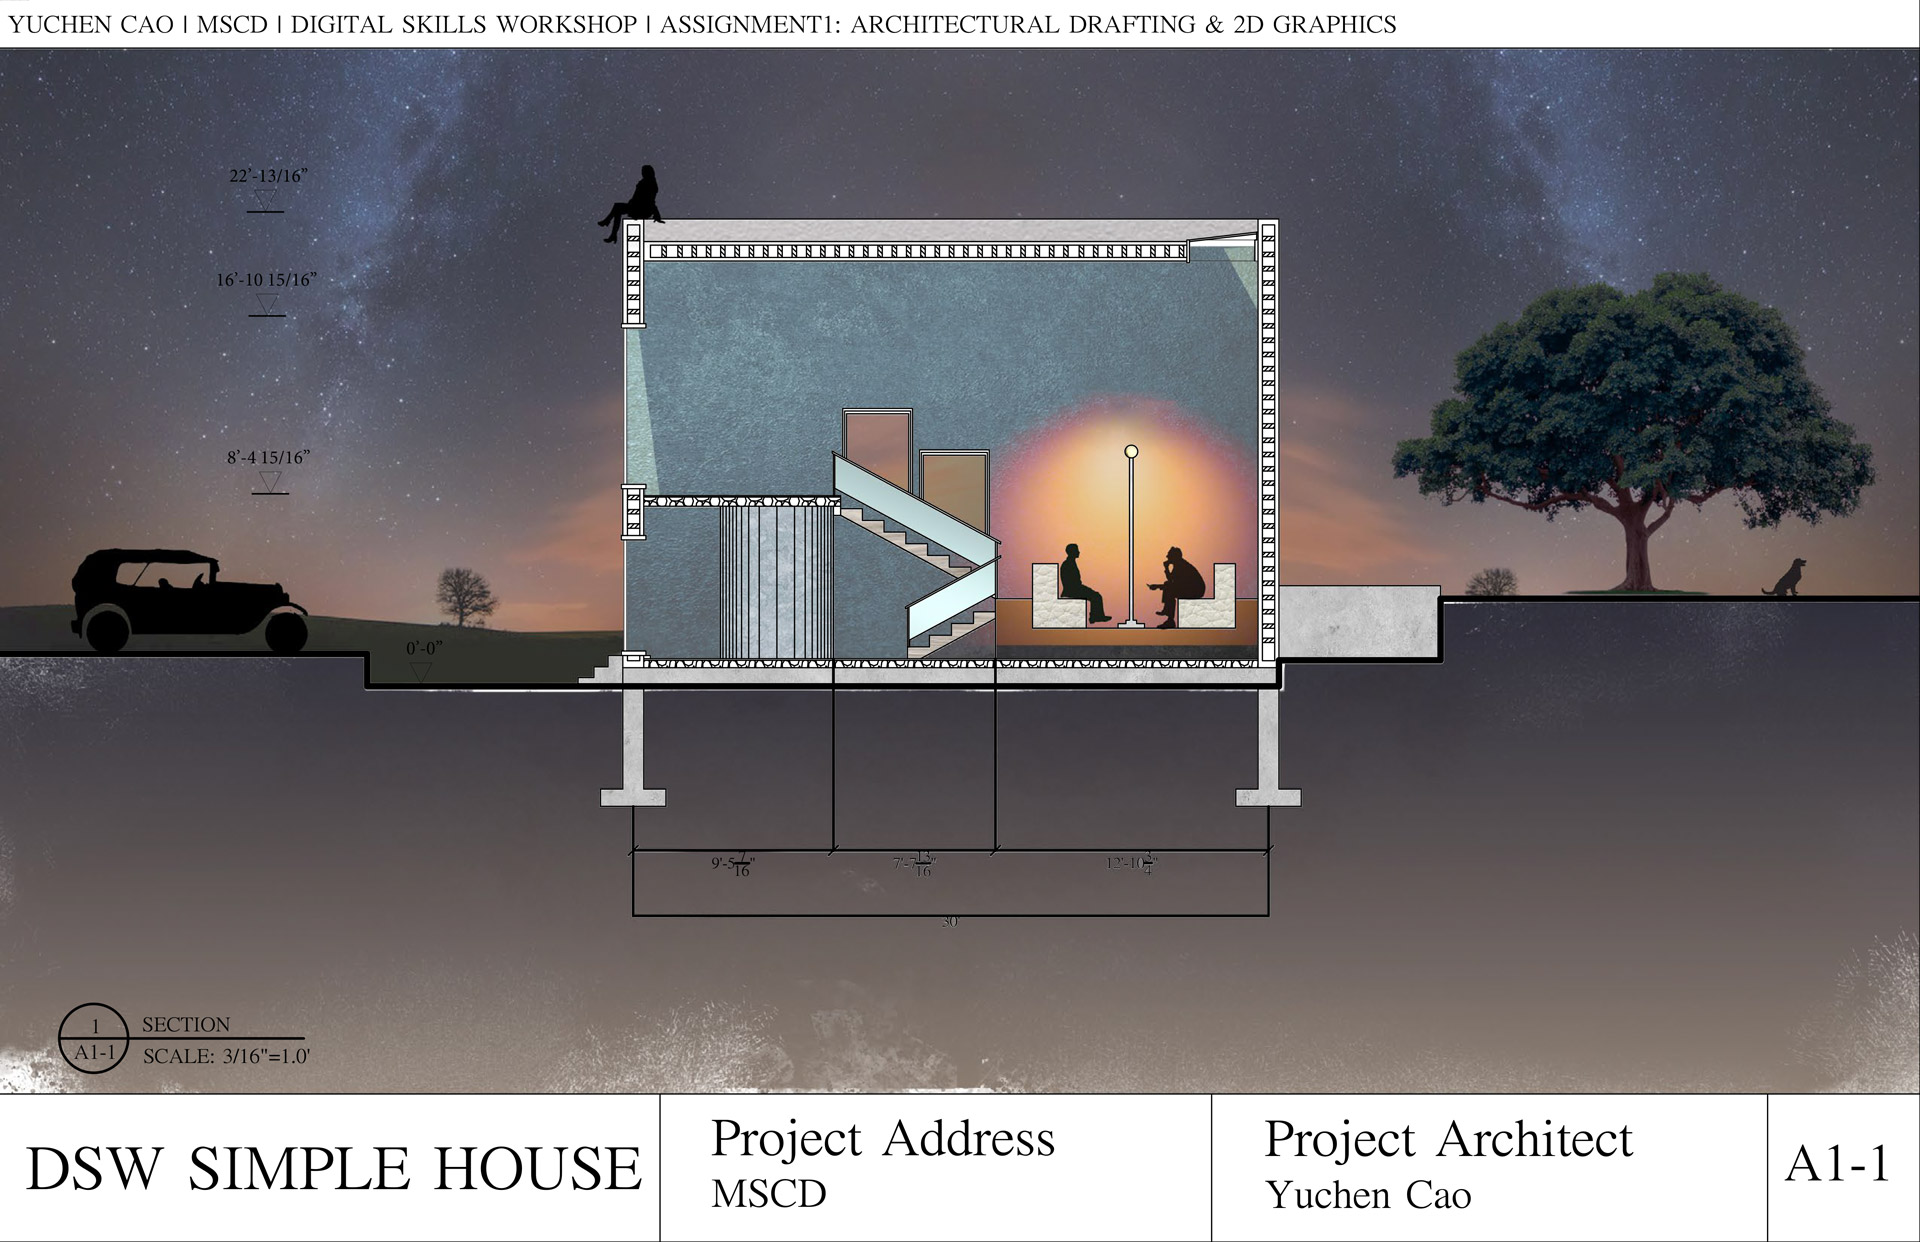 YUCHEN CAO | MSCD | DIGITAL SKILLS WORKSHOP | ASSIGNMENT1: ARCHITECTURAL DRAFTING & 2D GRAPHICS
22’-13/16”
16’-10 15/16”
8’-4 15/16”
0’-0”
9'-5 7/16" 7'-7 13/16" 12'-10 3/4"
30'
1
A1-1
SECTION
SCALE: 3/16"=1.0'
DSW SIMPLE HOUSE
Project Address
MSCD
Project Architect
Yuchen Cao
A1-1